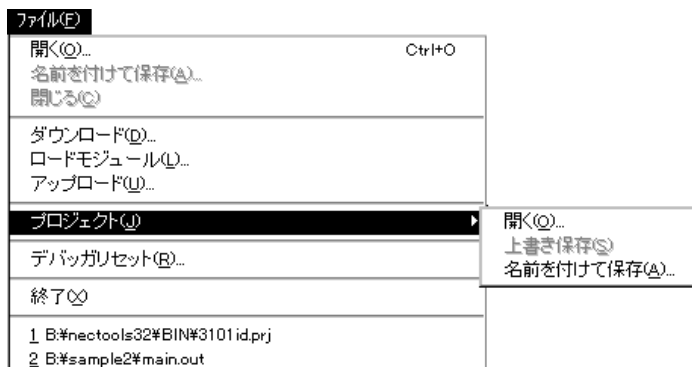 ファイル(F)
開く(O)... Ctrl+O
名前を付けて保存(A)...
閉じる(C)
ダウンロード(D)...
ロードモジュール(L)...
アップロード(U)...
プロジェクト(J)
開く(O)...
上書き保存(S)
名前を付けて保存(A)...
デバッガリセット(R)...
終了(X)
1 B:¥nectools32¥BIN¥3101id.prj
2 B:¥sample2¥main.out